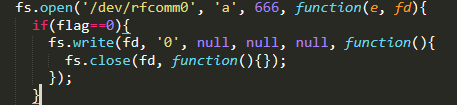 fs.open('/dev/rfcomm0', 'a', 666, function(e, fd){
if(flag==0){
fs.write(fd, '0', null, null, null, function(){
fs.close(fd, function(){});
});
}